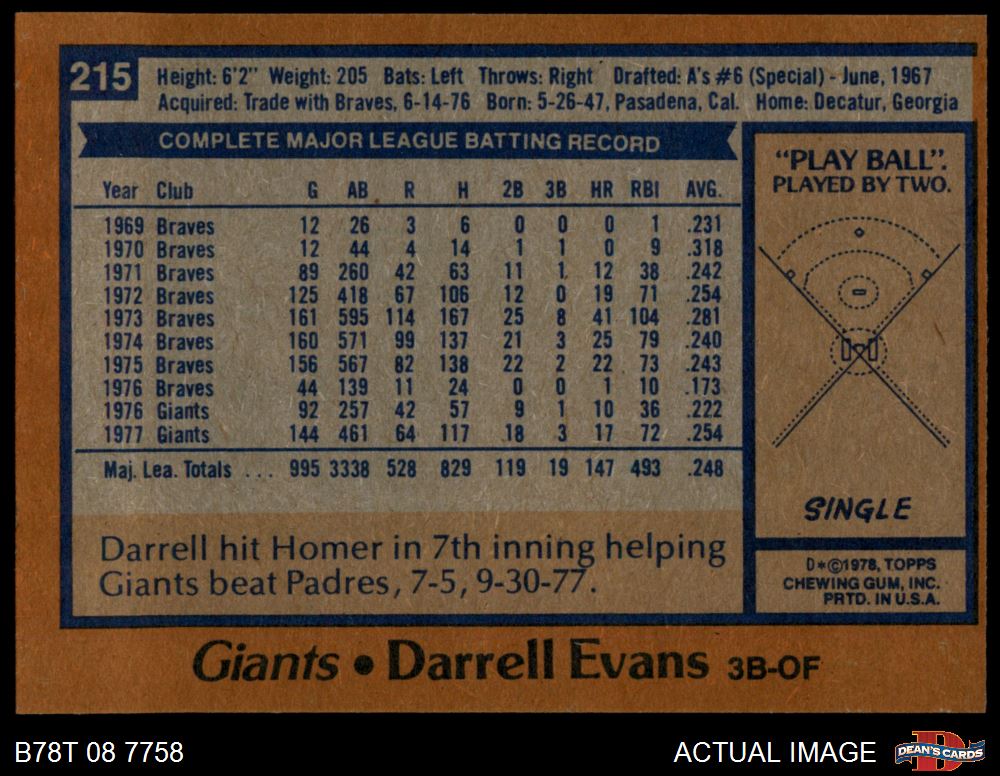 215
Height: 6'2" Weight: 205 Bats: Left Throws: Right Drafted: A's #6 (Special) - June, 1967
Acquired: Trade with Braves, 6-14-76 Born: 5-26-47, Pasadena, Cal. Home: Decatur, Georgia
COMPLETE MAJOR LEAGUE BATTING RECORD
Year Club G AB R H 2B 3B HR RBI AVG.
1969 Braves 12 26 3 6 0 0 0 1 .231
1970 Braves 12 44 4 14 1 1 0 9 .318
1971 Braves 89 260 42 63 11 1 12 38 .242
1972 Braves 125 418 67 106 12 0 19 71 .254
1973 Braves 161 595 114 167 25 8 41 104 .281
1974 Braves 160 571 99 137 21 3 25 79 .240
1975 Braves 156 567 82 138 22 2 22 73 .243
1976 Braves 44 139 11 24 0 0 1 10 .173
1976 Giants 92 257 42 57 9 1 10 36 .222
1977 Giants 144 461 64 117 18 3 17 72 .254
Maj. Lea. Totals ... 995 3338 528 829 119 19 147 493 .248
Darrell hit Homer in 7th inning helping
Giants beat Padres, 7-5, 9-30-77.
"PLAY BALL".
PLAYED BY TWO.
SINGLE
D*©1978, TOPPS
CHEWING GUM, INC.
PRTD. IN U.S.A.
Giants • Darrell Evans 3B-OF
B78T 08 7758
ACTUAL IMAGE
DEAN'S CARDS